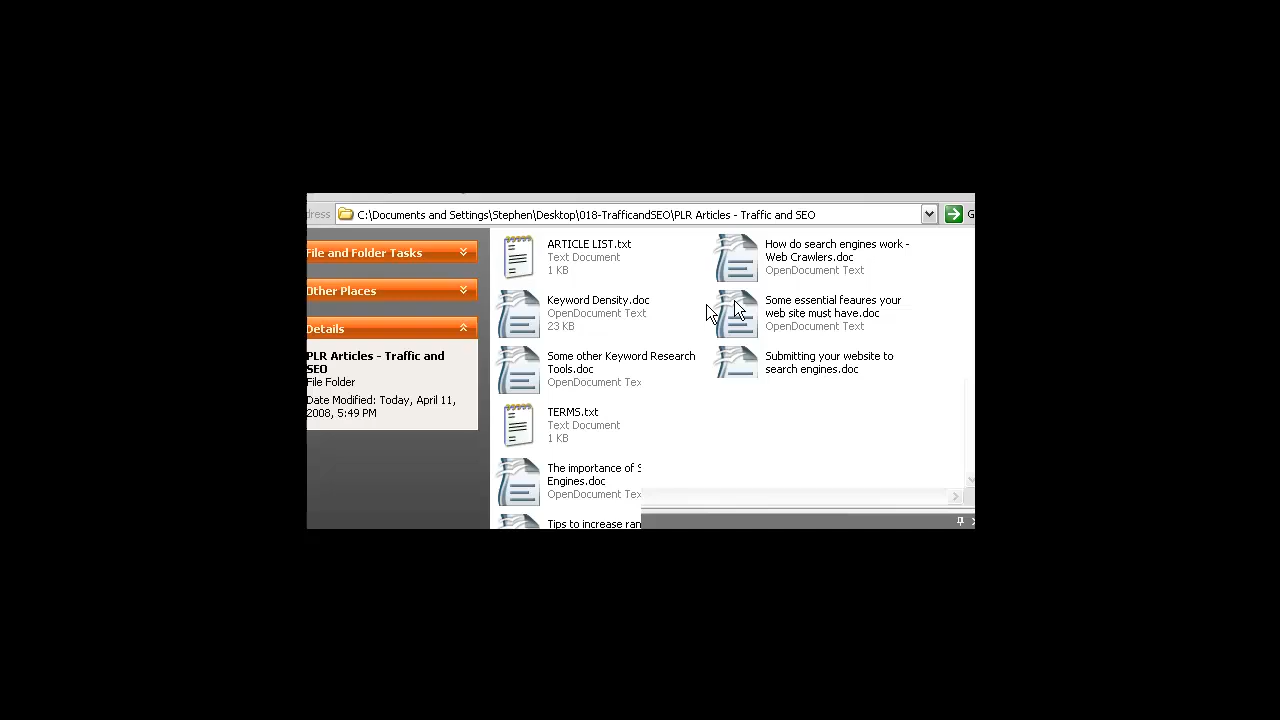 dress
C:\Documents and Settings\Stephen\Desktop\018-TrafficandSEO\PLR Articles - Traffic and SEO
G
File and Folder Tasks
Other Places
Details
PLR Articles - Traffic and
SEO
File Folder
Date Modified: Today, April 11,
2008, 5:49 PM
ARTICLE LIST.txt
Text Document
1 KB
Keyword Density.doc
OpenDocument Text
23 KB
Some other Keyword Research
Tools.doc
OpenDocument Tex
TERMS.txt
Text Document
1 KB
The importance of S
Engines.doc
OpenDocument Tex
Tips to increase ran
How do search engines work -
Web Crawlers.doc
OpenDocument Text
Some essential feaures your
web site must have.doc
OpenDocument Text
Submitting your website to
search engines.doc